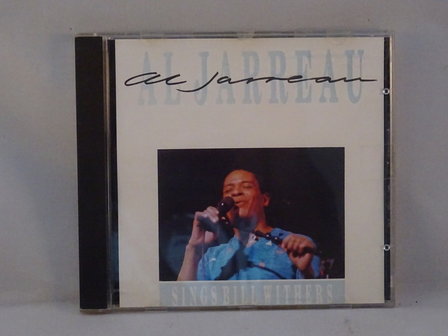 AL JARREAU
Al Jarreau
SINGS BILL WITHERS